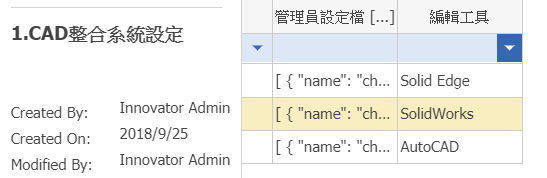 1.CAD整合系統設定
Created By: Innovator Admin
Created On: 2018/9/25
Modified By: Innovator Admin
管理員設定檔 [...] 編輯工具
[ { "name": "ch... Solid Edge
[ { "name": "ch... SolidWorks
[ { "name": "ch... AutoCAD